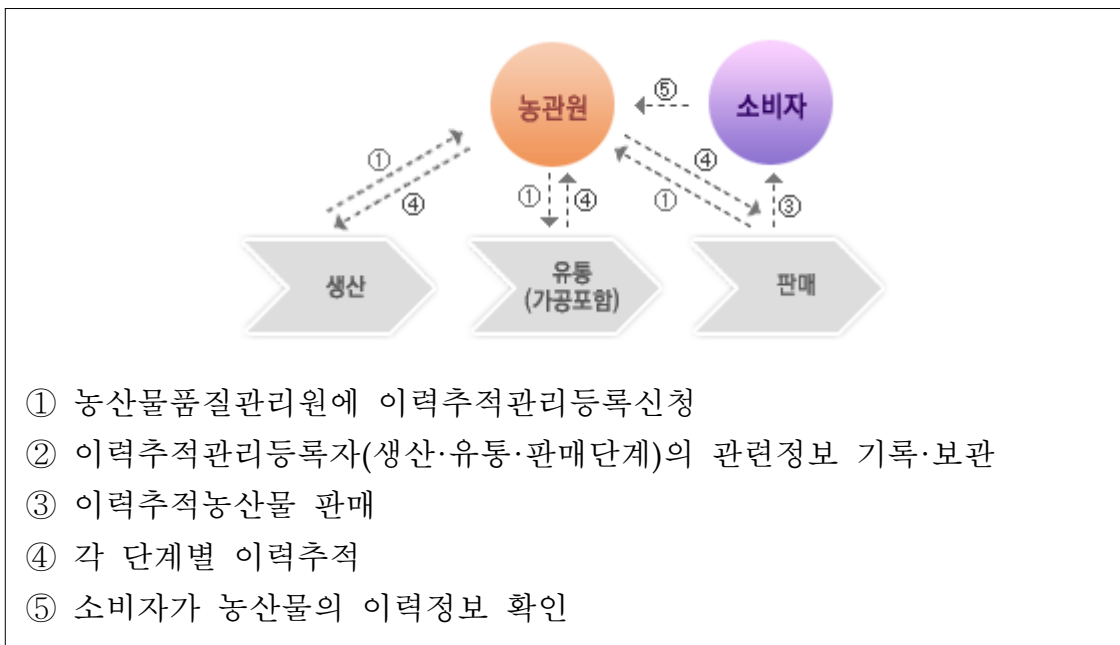 농관원
⑤
소비자
①
④
①
④
④
①
③
생산
유통
(가공포함)
판매
① 농산물품질관리원에 이력추적관리등록신청
② 이력추적관리등록자(생산·유통·판매단계)의 관련정보 기록·보관
③ 이력추적농산물 판매
④ 각 단계별 이력추적
⑤ 소비자가 농산물의 이력정보 확인